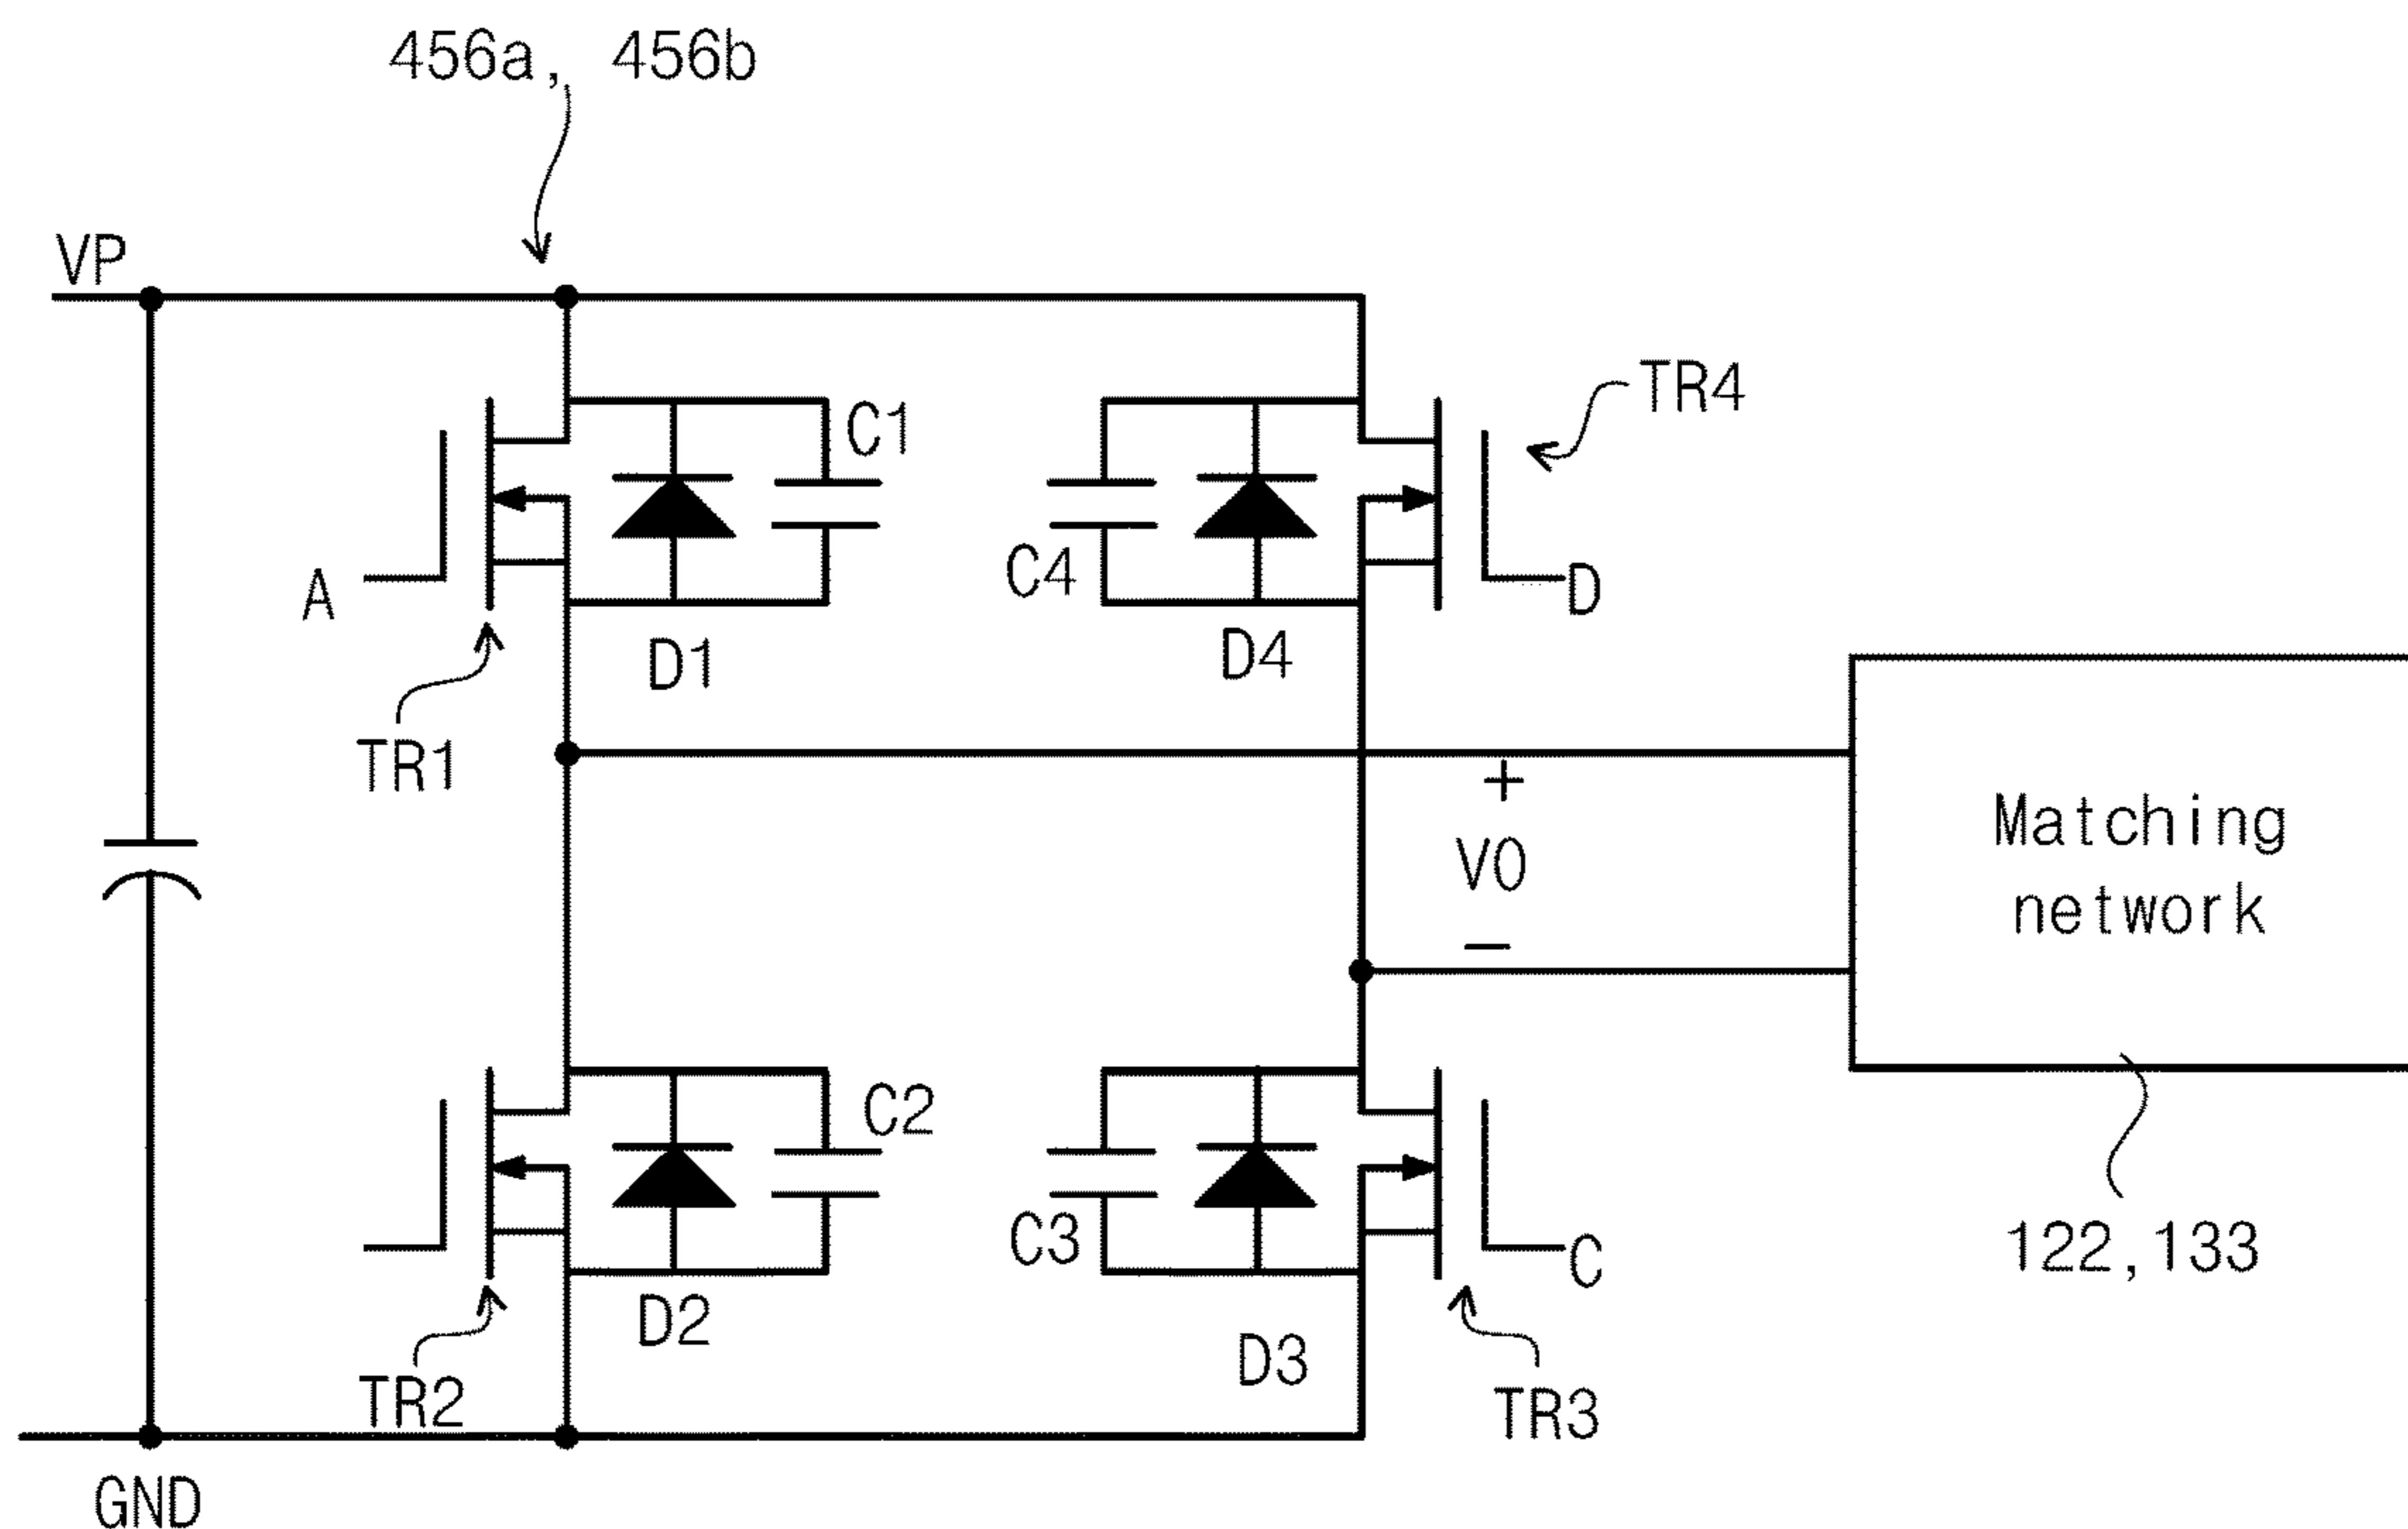 456a, 456b
VP
C1
TR4
A
C4
D
D1
D4
TR1
+
V0
−
Matching
network
C2
C3
C
122,133
D2
D3
TR2
TR3
GND